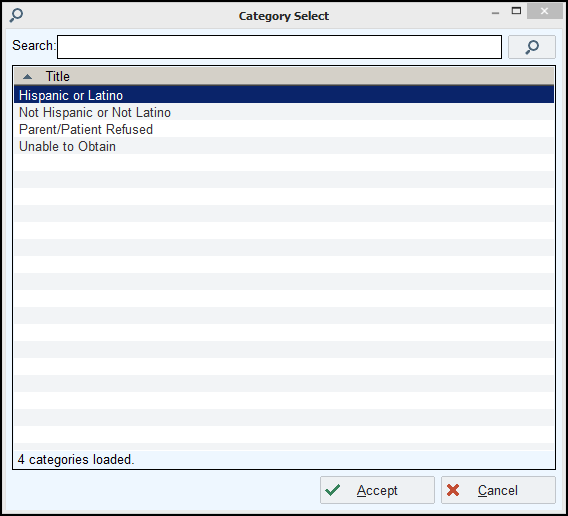 Category Select
Search:
Title
Hispanic or Latino
Not Hispanic or Not Latino
Parent/Patient Refused
Unable to Obtain
4 categories loaded.
Accept Cancel